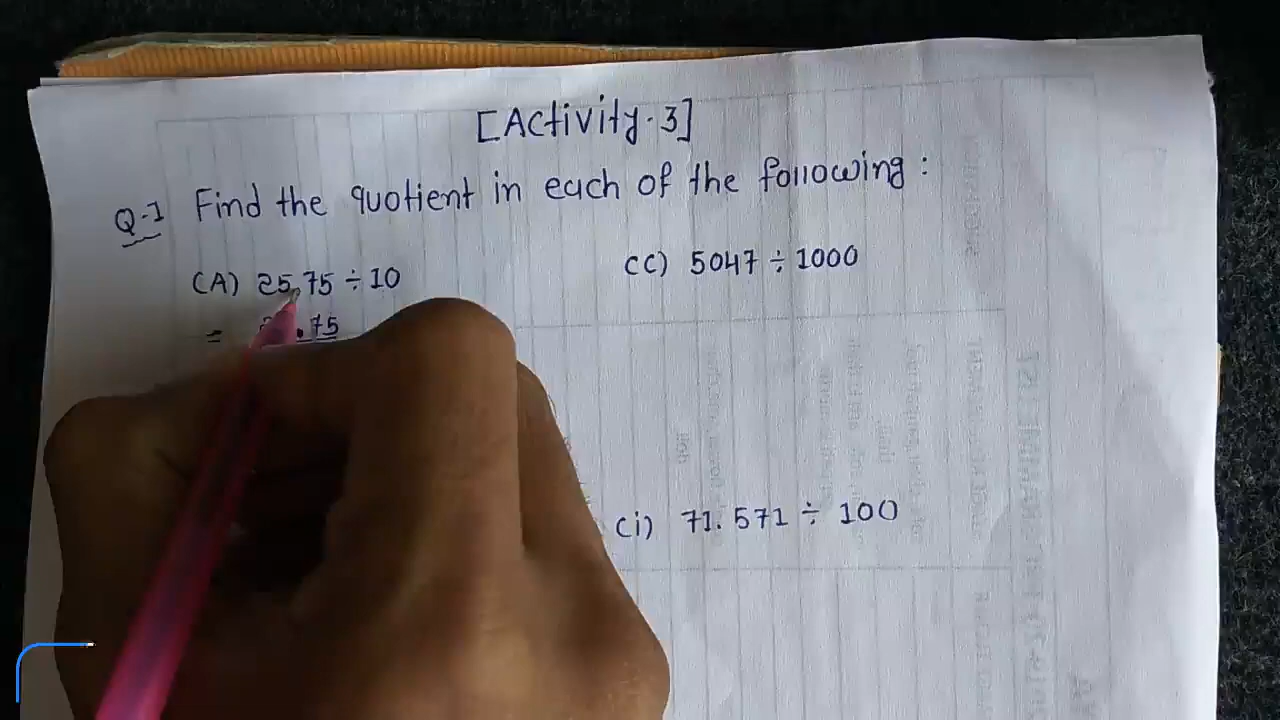 [Activity-3]
Q-1 Find the quotient in each of the following :
(A) 25.75 ÷ 10
(C) 5047 ÷ 1000
= .75
(i) 71.571 ÷ 100